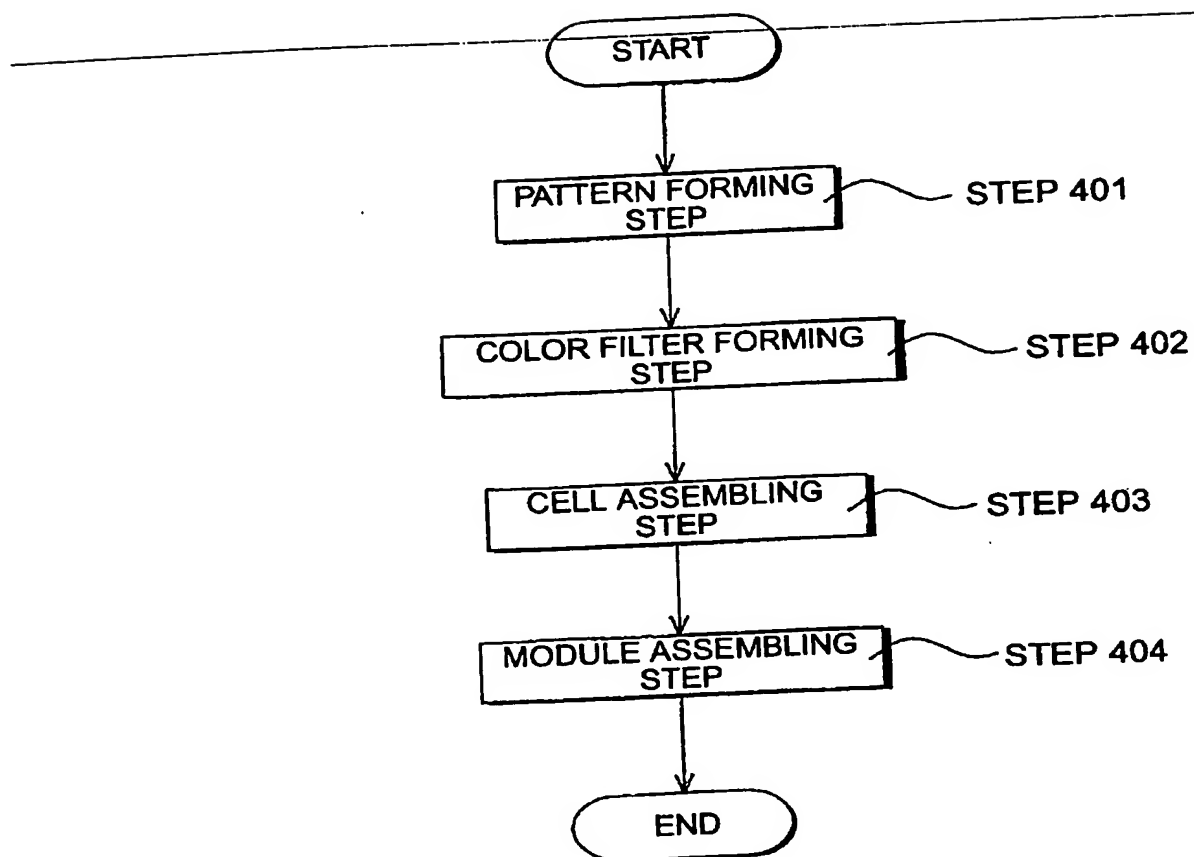 START
PATTERN FORMING
STEP
STEP 401
COLOR FILTER FORMING
STEP
STEP 402
CELL ASSEMBLING
STEP
STEP 403
MODULE ASSEMBLING
STEP
STEP 404
END